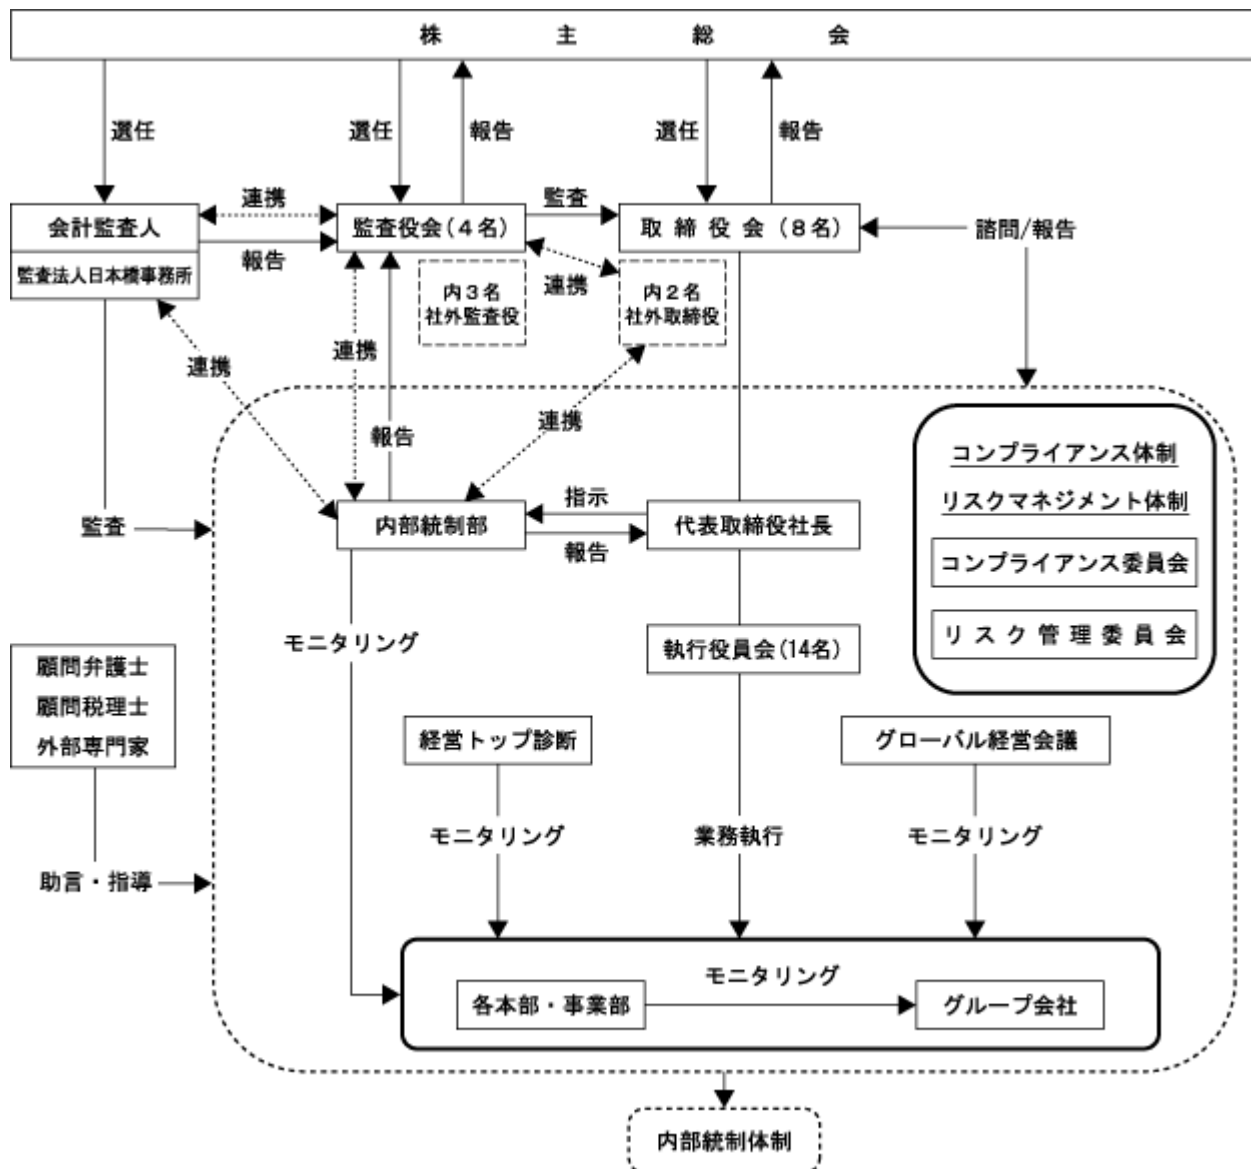 株主総会
選任
選任
報告
選任
報告
連携
監査
会計監査人
監査役会(4名)
取締役会(8名)
諮問/報告
報告
監査法人日本橋事務所
内3名
社外監査役
連携
内2名
社外取締役
連携
連携
連携
報告
コンプライアンス体制
リスクマネジメント体制
指示
監査
内部統制部
代表取締役社長
報告
コンプライアンス委員会
モニタリング
執行役員会(14名)
リスク管理委員会
顧問弁護士
顧問税理士
外部専門家
経営トップ診断
グローバル経営会議
モニタリング
業務執行
モニタリング
助言・指導
モニタリング
各本部・事業部
グループ会社
内部統制体制